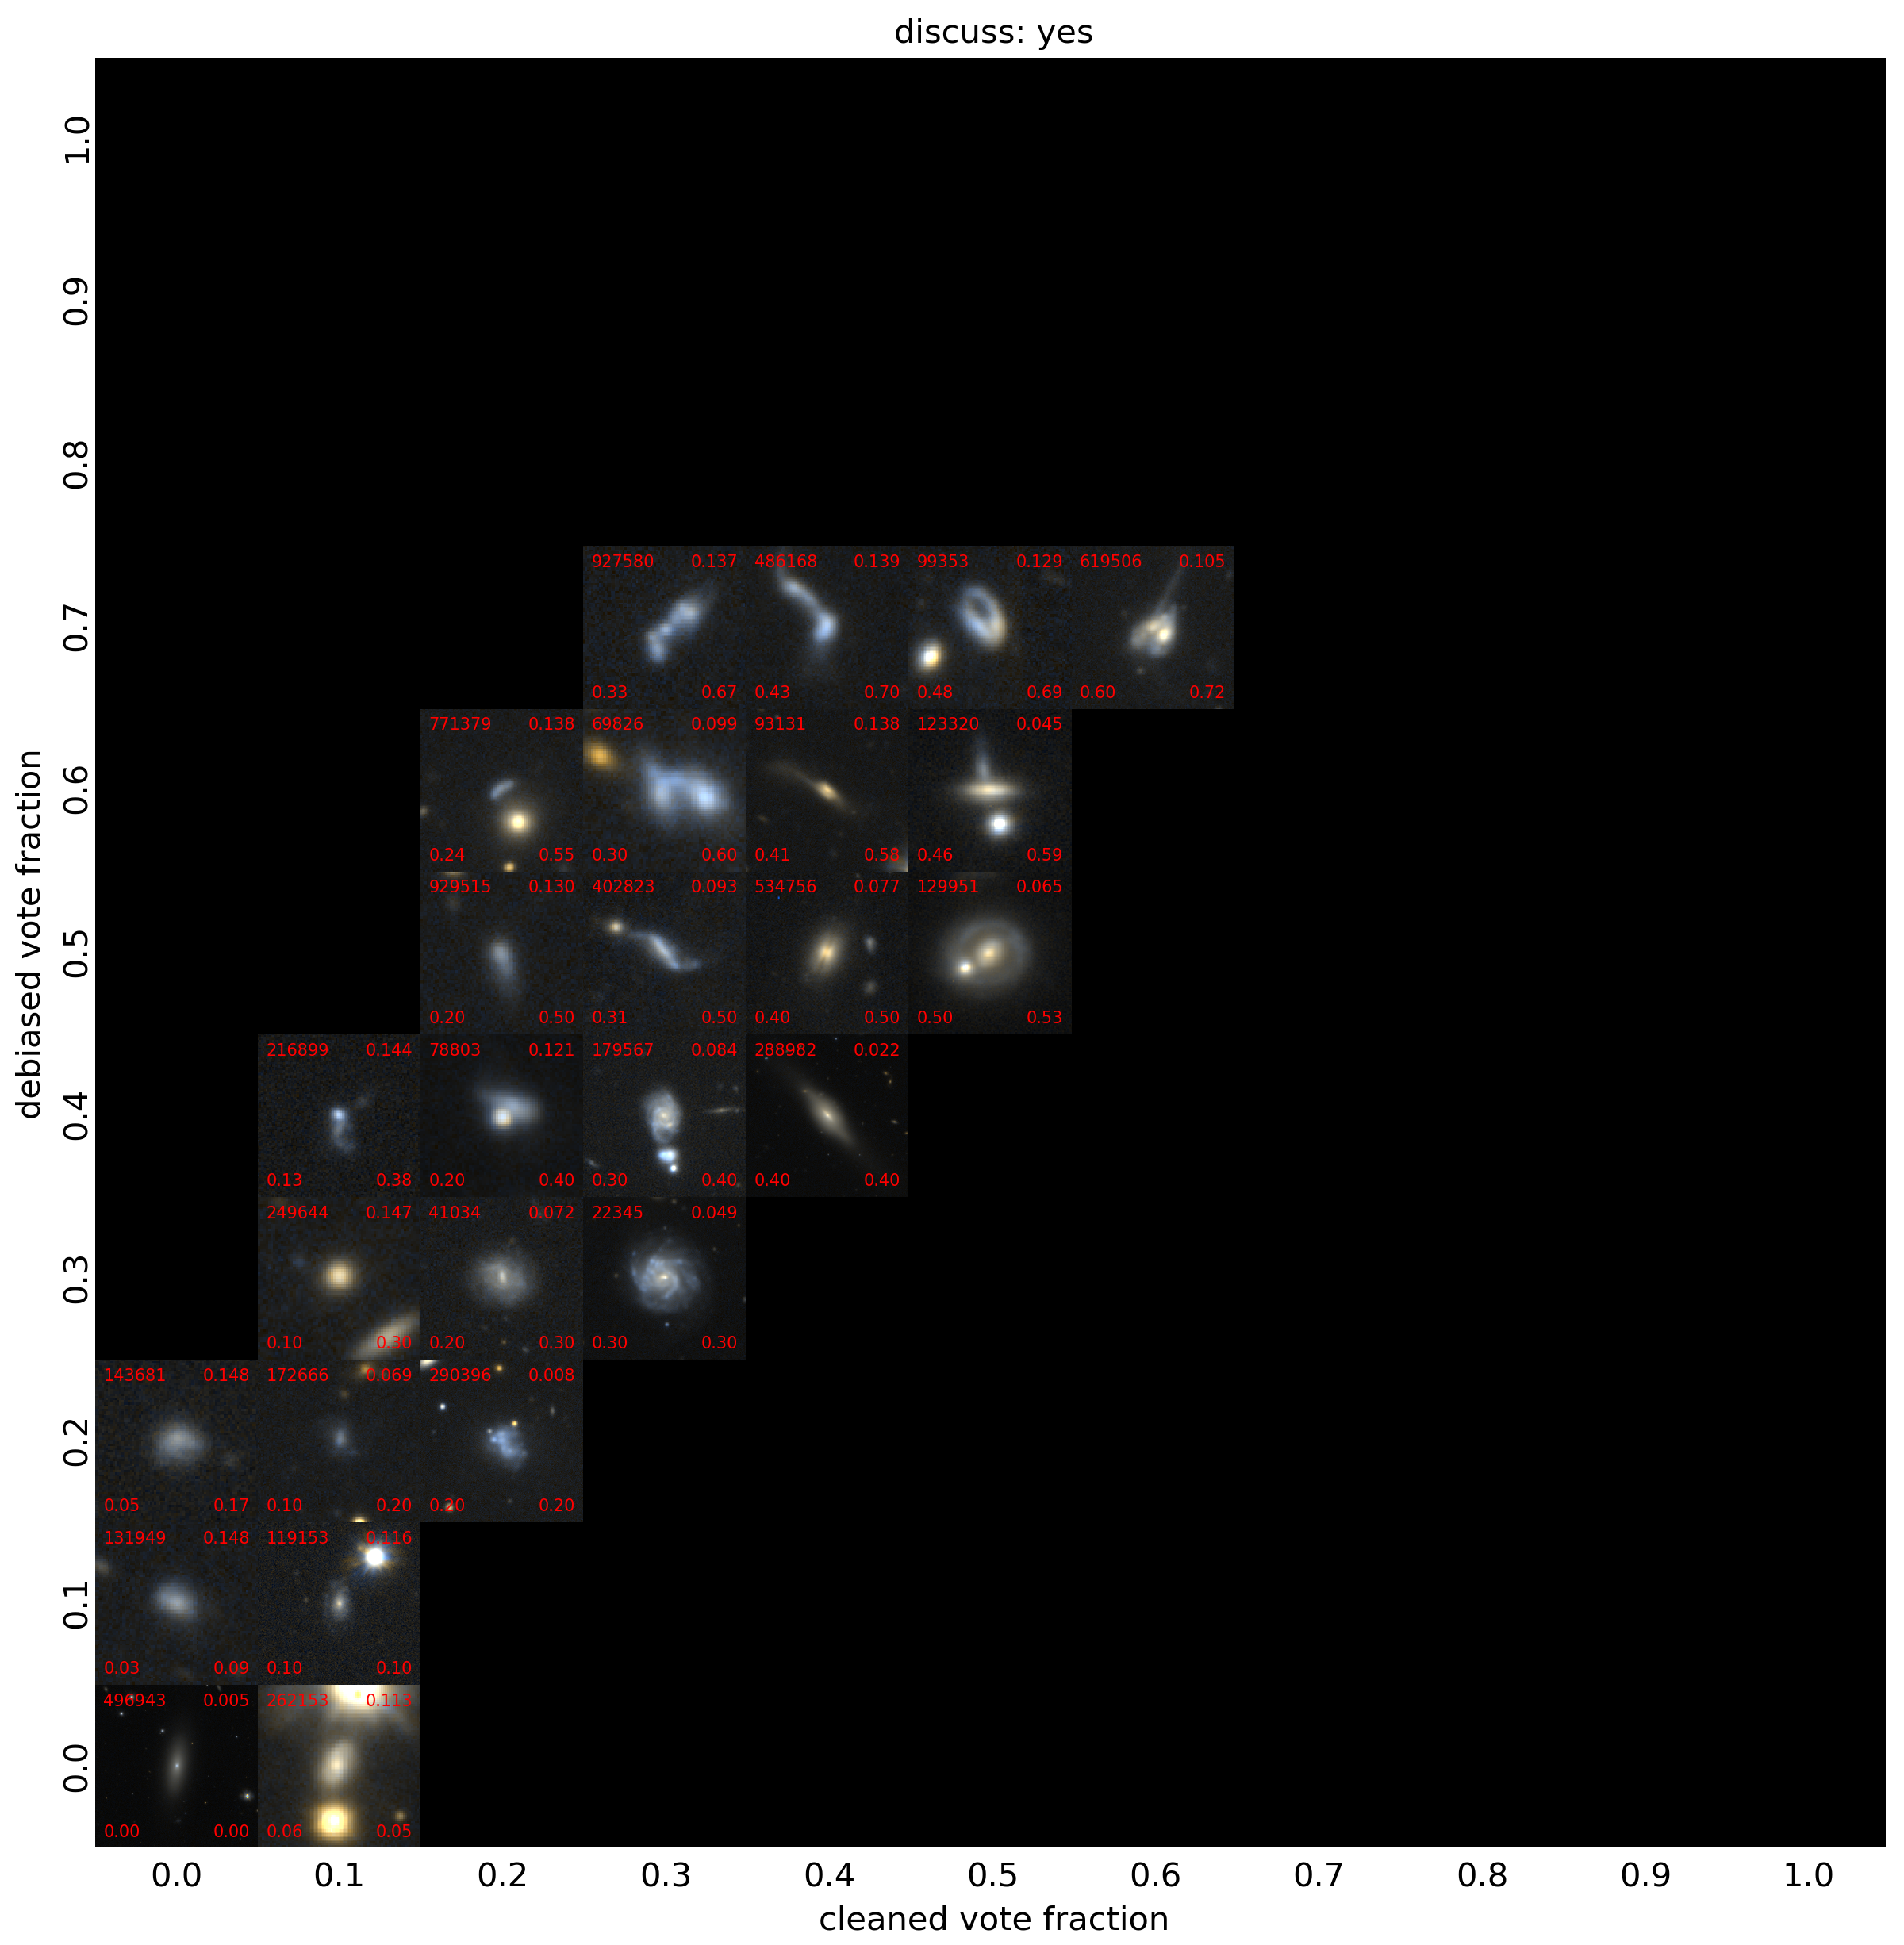 discuss: yes
debiased vote fraction
1.0
0.9
0.8
0.7
927580 0.137 486168 0.139 99353 0.129 619506 0.105
0.33 0.67 0.43 0.70 0.48 0.69 0.60 0.72
0.6
771379 0.138 69826 0.099 93131 0.138 123320 0.045
0.24 0.55 0.30 0.60 0.41 0.58 0.46 0.59
0.5
929515 0.130 402823 0.093 534756 0.077 129951 0.065
0.20 0.50 0.31 0.50 0.40 0.50 0.50 0.53
0.4
216899 0.144 78803 0.121 179567 0.084 288982 0.022
0.13 0.38 0.20 0.40 0.30 0.40 0.40 0.40
0.3
249644 0.147 41034 0.072 22345 0.049
0.10 0.30 0.20 0.30 0.30 0.30
0.2
143681 0.148 172666 0.069 290396 0.008
0.05 0.17 0.10 0.20 0.20 0.20
0.1
131949 0.148 119153 0.116
0.03 0.09 0.10 0.10
0.0
496943 0.005 262153 0.113
0.00 0.00 0.06 0.05
0.0 0.1 0.2 0.3 0.4 0.5 0.6 0.7 0.8 0.9 1.0
cleaned vote fraction